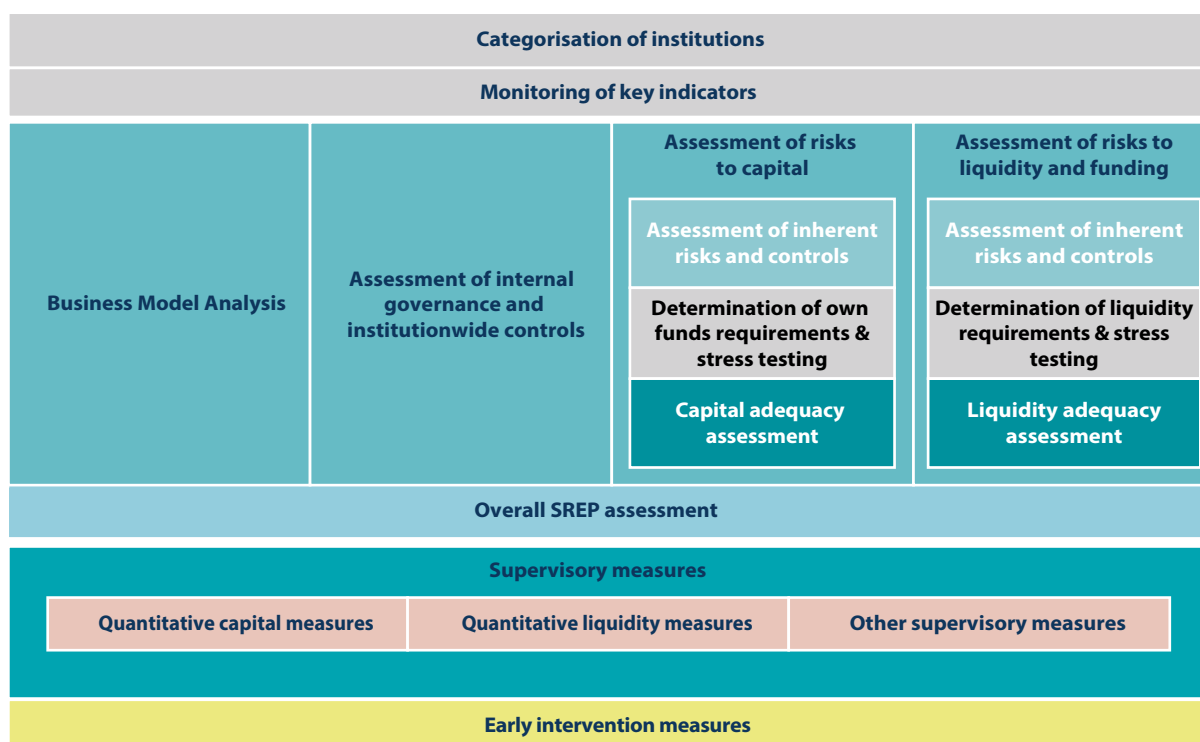 Categorisation of institutions
Monitoring of key indicators
Business Model Analysis
Assessment of internal
governance and
institutionwide controls
Assessment of risks
to capital
Assessment of inherent
risks and controls
Determination of own
funds requirements &
stress testing
Capital adequacy
assessment
Assessment of risks to
liquidity and funding
Assessment of inherent
risks and controls
Determination of liquidity
requirements & stress
testing
Liquidity adequacy
assessment
Overall SREP assessment
Supervisory measures
Quantitative capital measures
Quantitative liquidity measures
Other supervisory measures
Early intervention measures